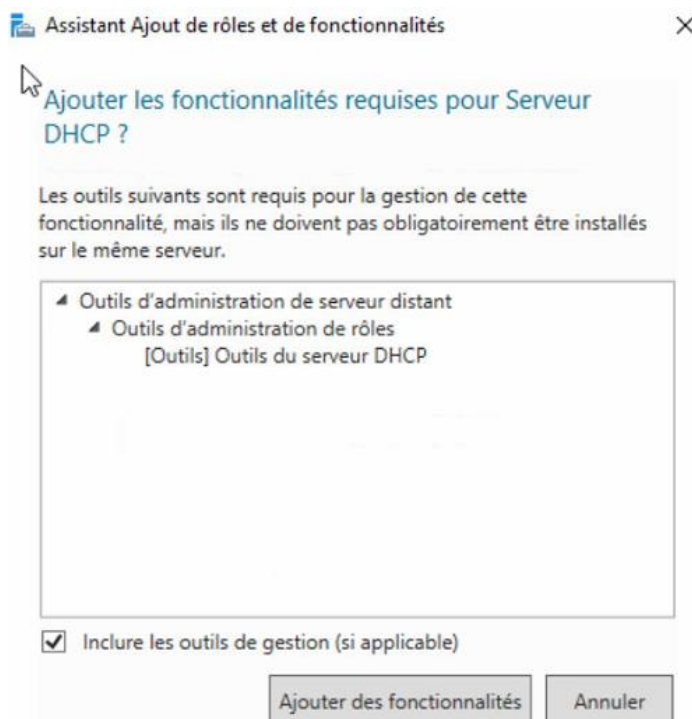 Assistant Ajout de rôles et de fonctionnalités
Ajouter les fonctionnalités requises pour Serveur
DHCP ?
Les outils suivants sont requis pour la gestion de cette
fonctionnalité, mais ils ne doivent pas obligatoirement être installés
sur le même serveur.
Outils d'administration de serveur distant
Outils d'administration de rôles
[Outils] Outils du serveur DHCP
Inclure les outils de gestion (si applicable)
Ajouter des fonctionnalités Annuler